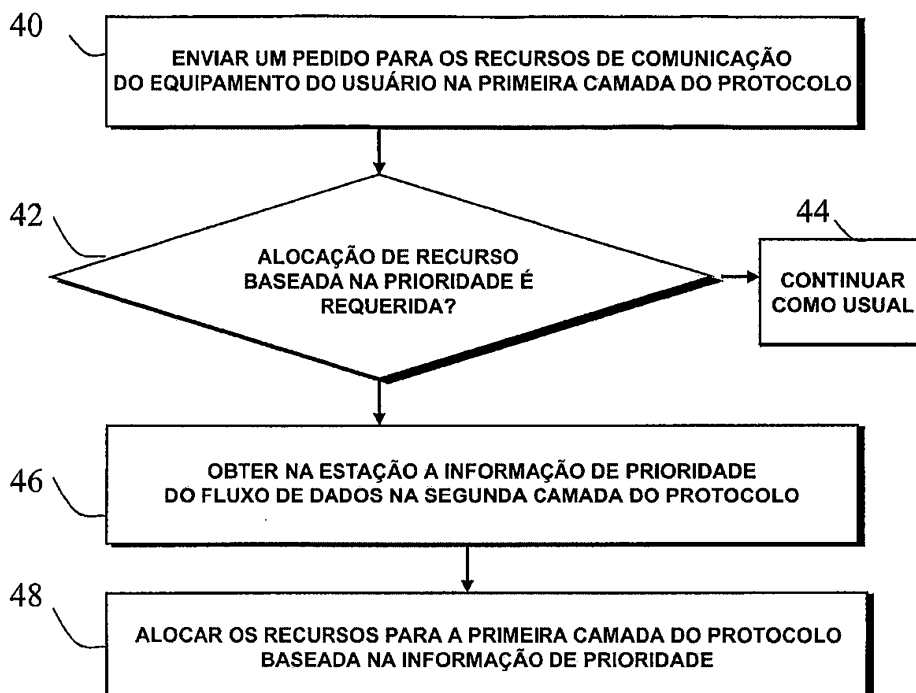 40
ENVIAR UM PEDIDO PARA OS RECURSOS DE COMUNICAÇÃO
DO EQUIPAMENTO DO USUÁRIO NA PRIMEIRA CAMADA DO PROTOCOLO
42
ALOCAÇÃO DE RECURSO
BASEADA NA PRIORIDADE É
REQUERIDA?
44
CONTINUAR
COMO USUAL
46
OBTER NA ESTAÇÃO A INFORMAÇÃO DE PRIORIDADE
DO FLUXO DE DADOS NA SEGUNDA CAMADA DO PROTOCOLO
48
ALOCAR OS RECURSOS PARA A PRIMEIRA CAMADA DO PROTOCOLO
BASEADA NA INFORMAÇÃO DE PRIORIDADE